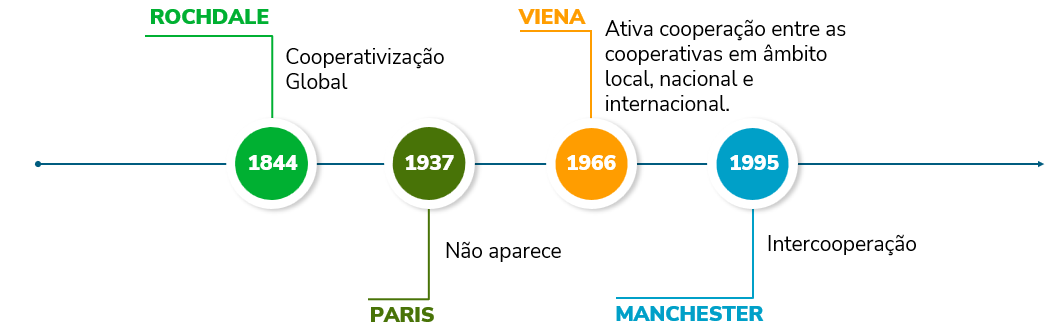 ROCHDALE
Cooperativização
Global
1844
1937
Não aparece
PARIS
VIENA
Ativa cooperação entre as
cooperativas em âmbito
local, nacional e
internacional.
1966
1995
Intercooperação
MANCHESTER